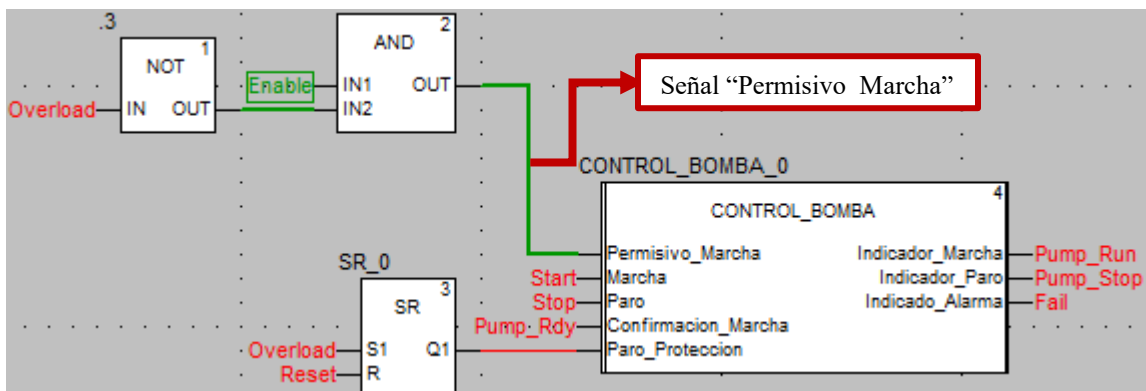 .3
1
NOT
Overload
IN
OUT
2
AND
Enable
IN1
OUT
IN2
Señal “Permisivo Marcha”
CONTROL_BOMBA_0
4
CONTROL_BOMBA
Permisivo_Marcha
Indicador_Marcha
Pump_Run
Start
Marcha
Indicador_Paro
Pump_Stop
Stop
Paro
Indicado_Alarma
Fail
Pump_Rdy
Confirmacion_Marcha
Paro_Proteccion
SR_0
3
SR
Overload
S1
Q1
Reset
R